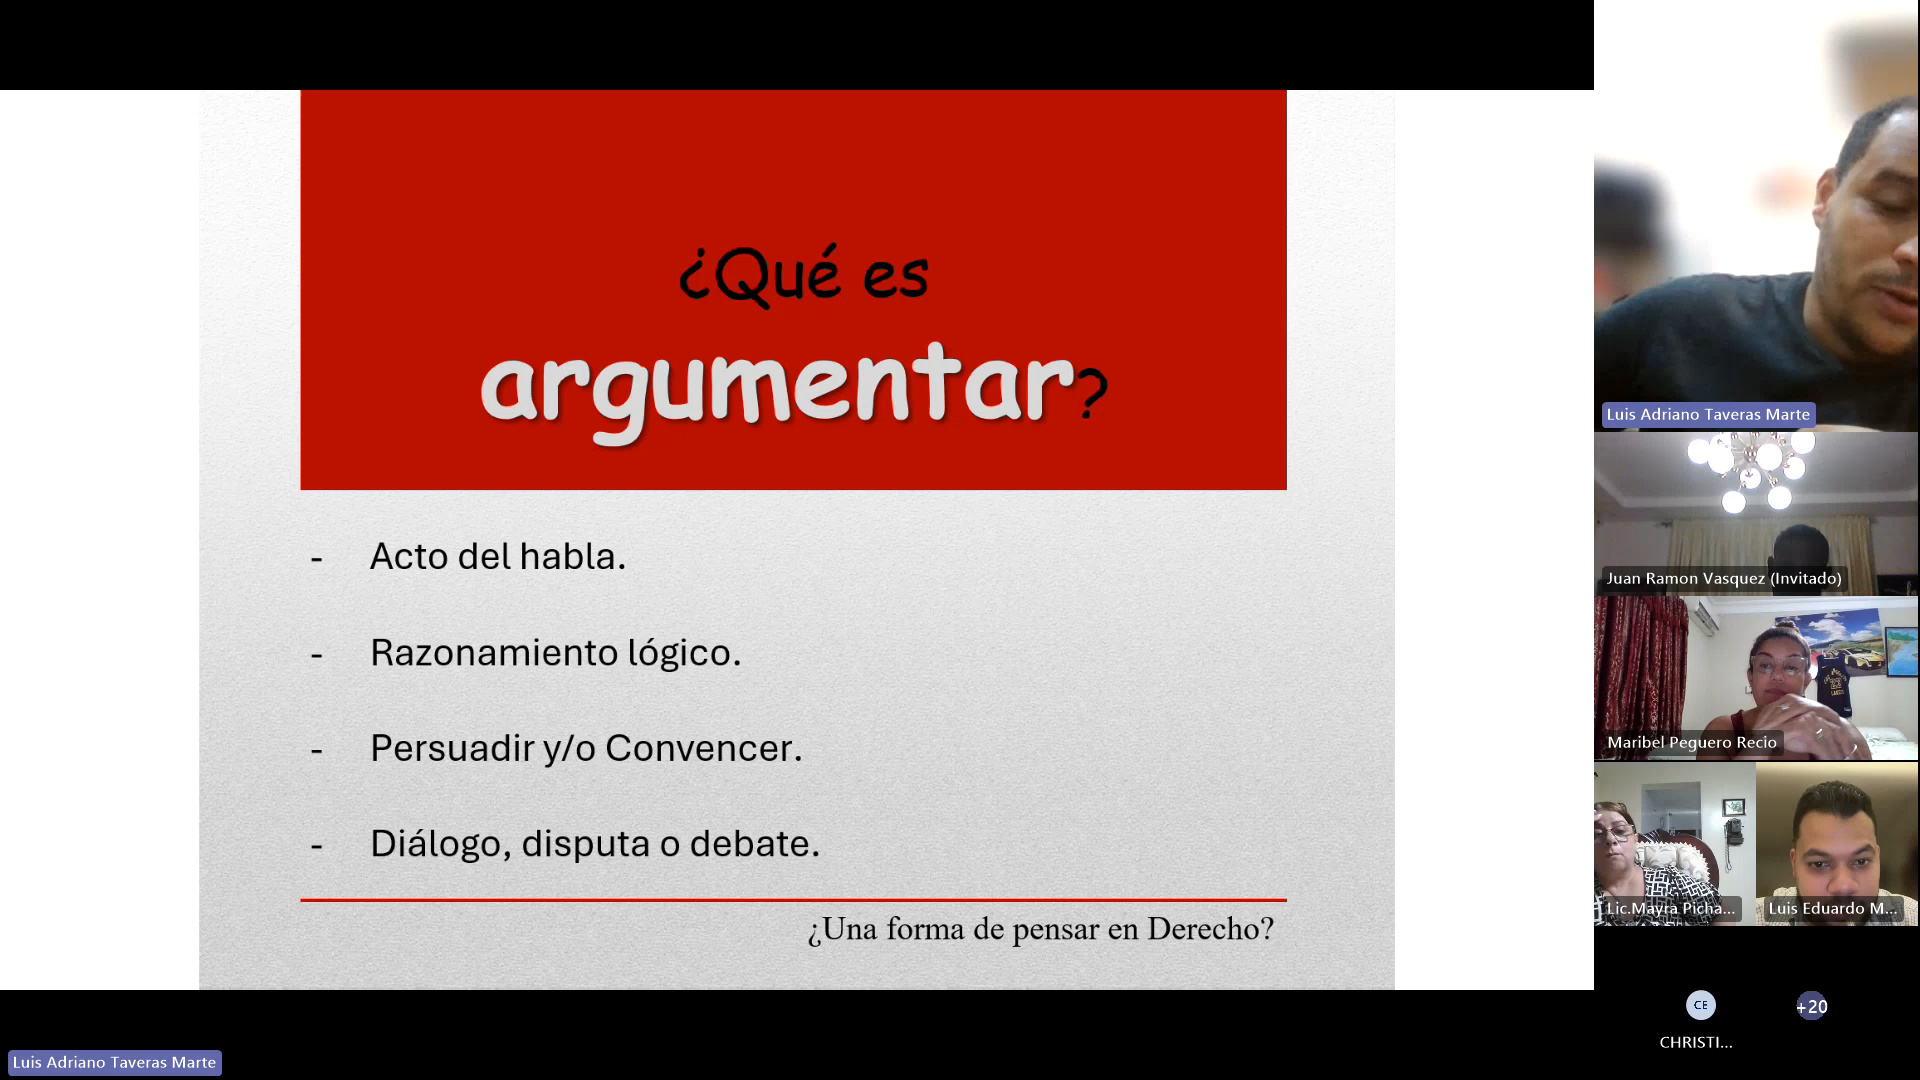 ¿Qué es
argumentar?
- Acto del habla.
- Razonamiento lógico.
- Persuadir y/o Convencer.
- Diálogo, disputa o debate.
¿Una forma de pensar en Derecho?
Luis Adriano Taveras Marte
Luis Adriano Taveras Marte
Juan Ramon Vasquez (Invitado)
Maribel Peguero Recio
Lic.Mayra Picha...
Luis Eduardo M...
CE
+20
CHRISTI...